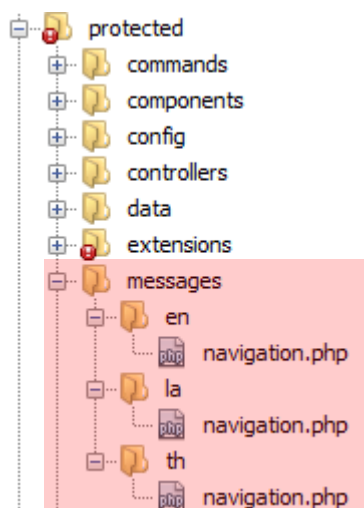 protected
commands
components
config
controllers
data
extensions
messages
en
navigation.php
la
navigation.php
th
navigation.php